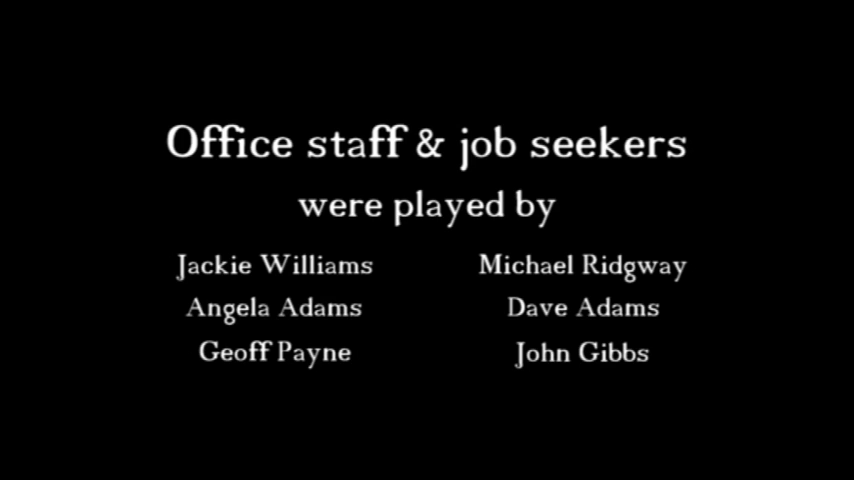 Office staff & job seekers
were played by
Jackie Williams Michael Ridgway
Angela Adams Dave Adams
Geoff Payne John Gibbs